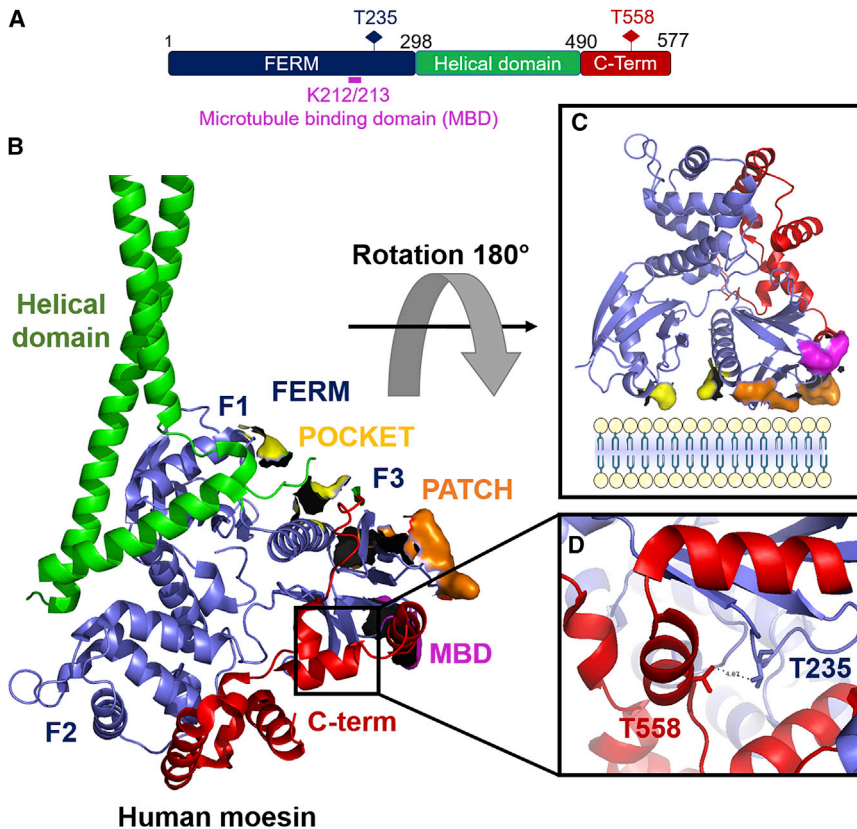 A
T235
T558
1
298
490
577
FERM
Helical domain
C-Term
K212/213
Microtubule binding domain (MBD)
B
C
Rotation 180°
Helical
domain
FERM
F1
POCKET
F3
PATCH
MBD
F2
C-term
Human moesin
D
T235
T558